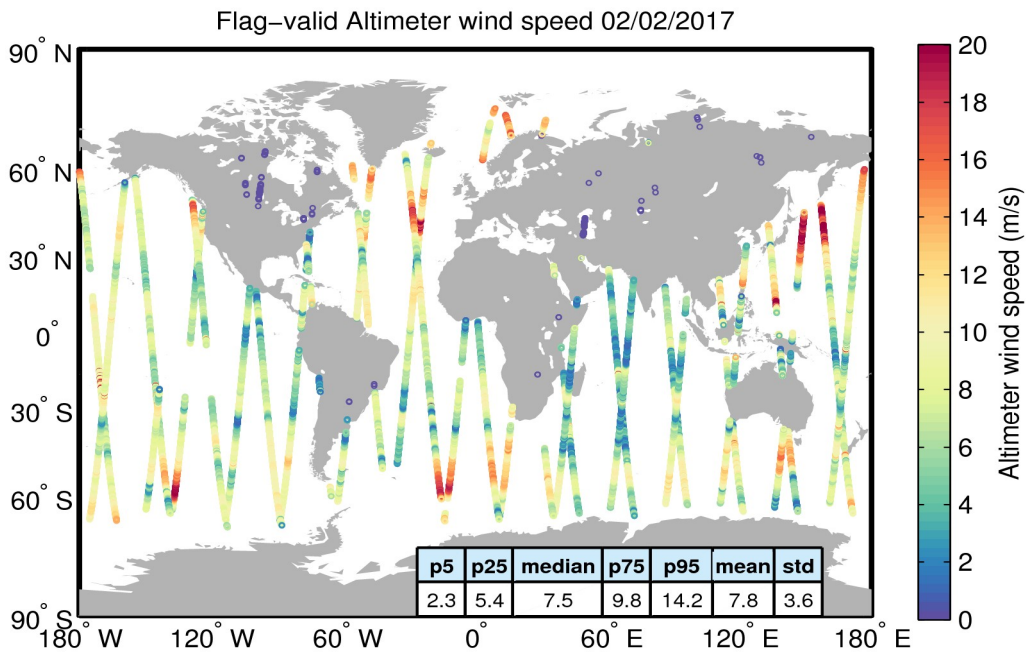 Flag−valid Altimeter wind speed 02/02/2017
90° N
60° N
30° N
0°
30° S
60° S
90° S
180° W
120° W
60° W
0°
60° E
120° E
180° E
p5 p25 median p75 p95 mean std
2.3 5.4 7.5 9.8 14.2 7.8 3.6
20
18
16
14
12
10
8
6
4
2
0
Altimeter wind speed (m/s)